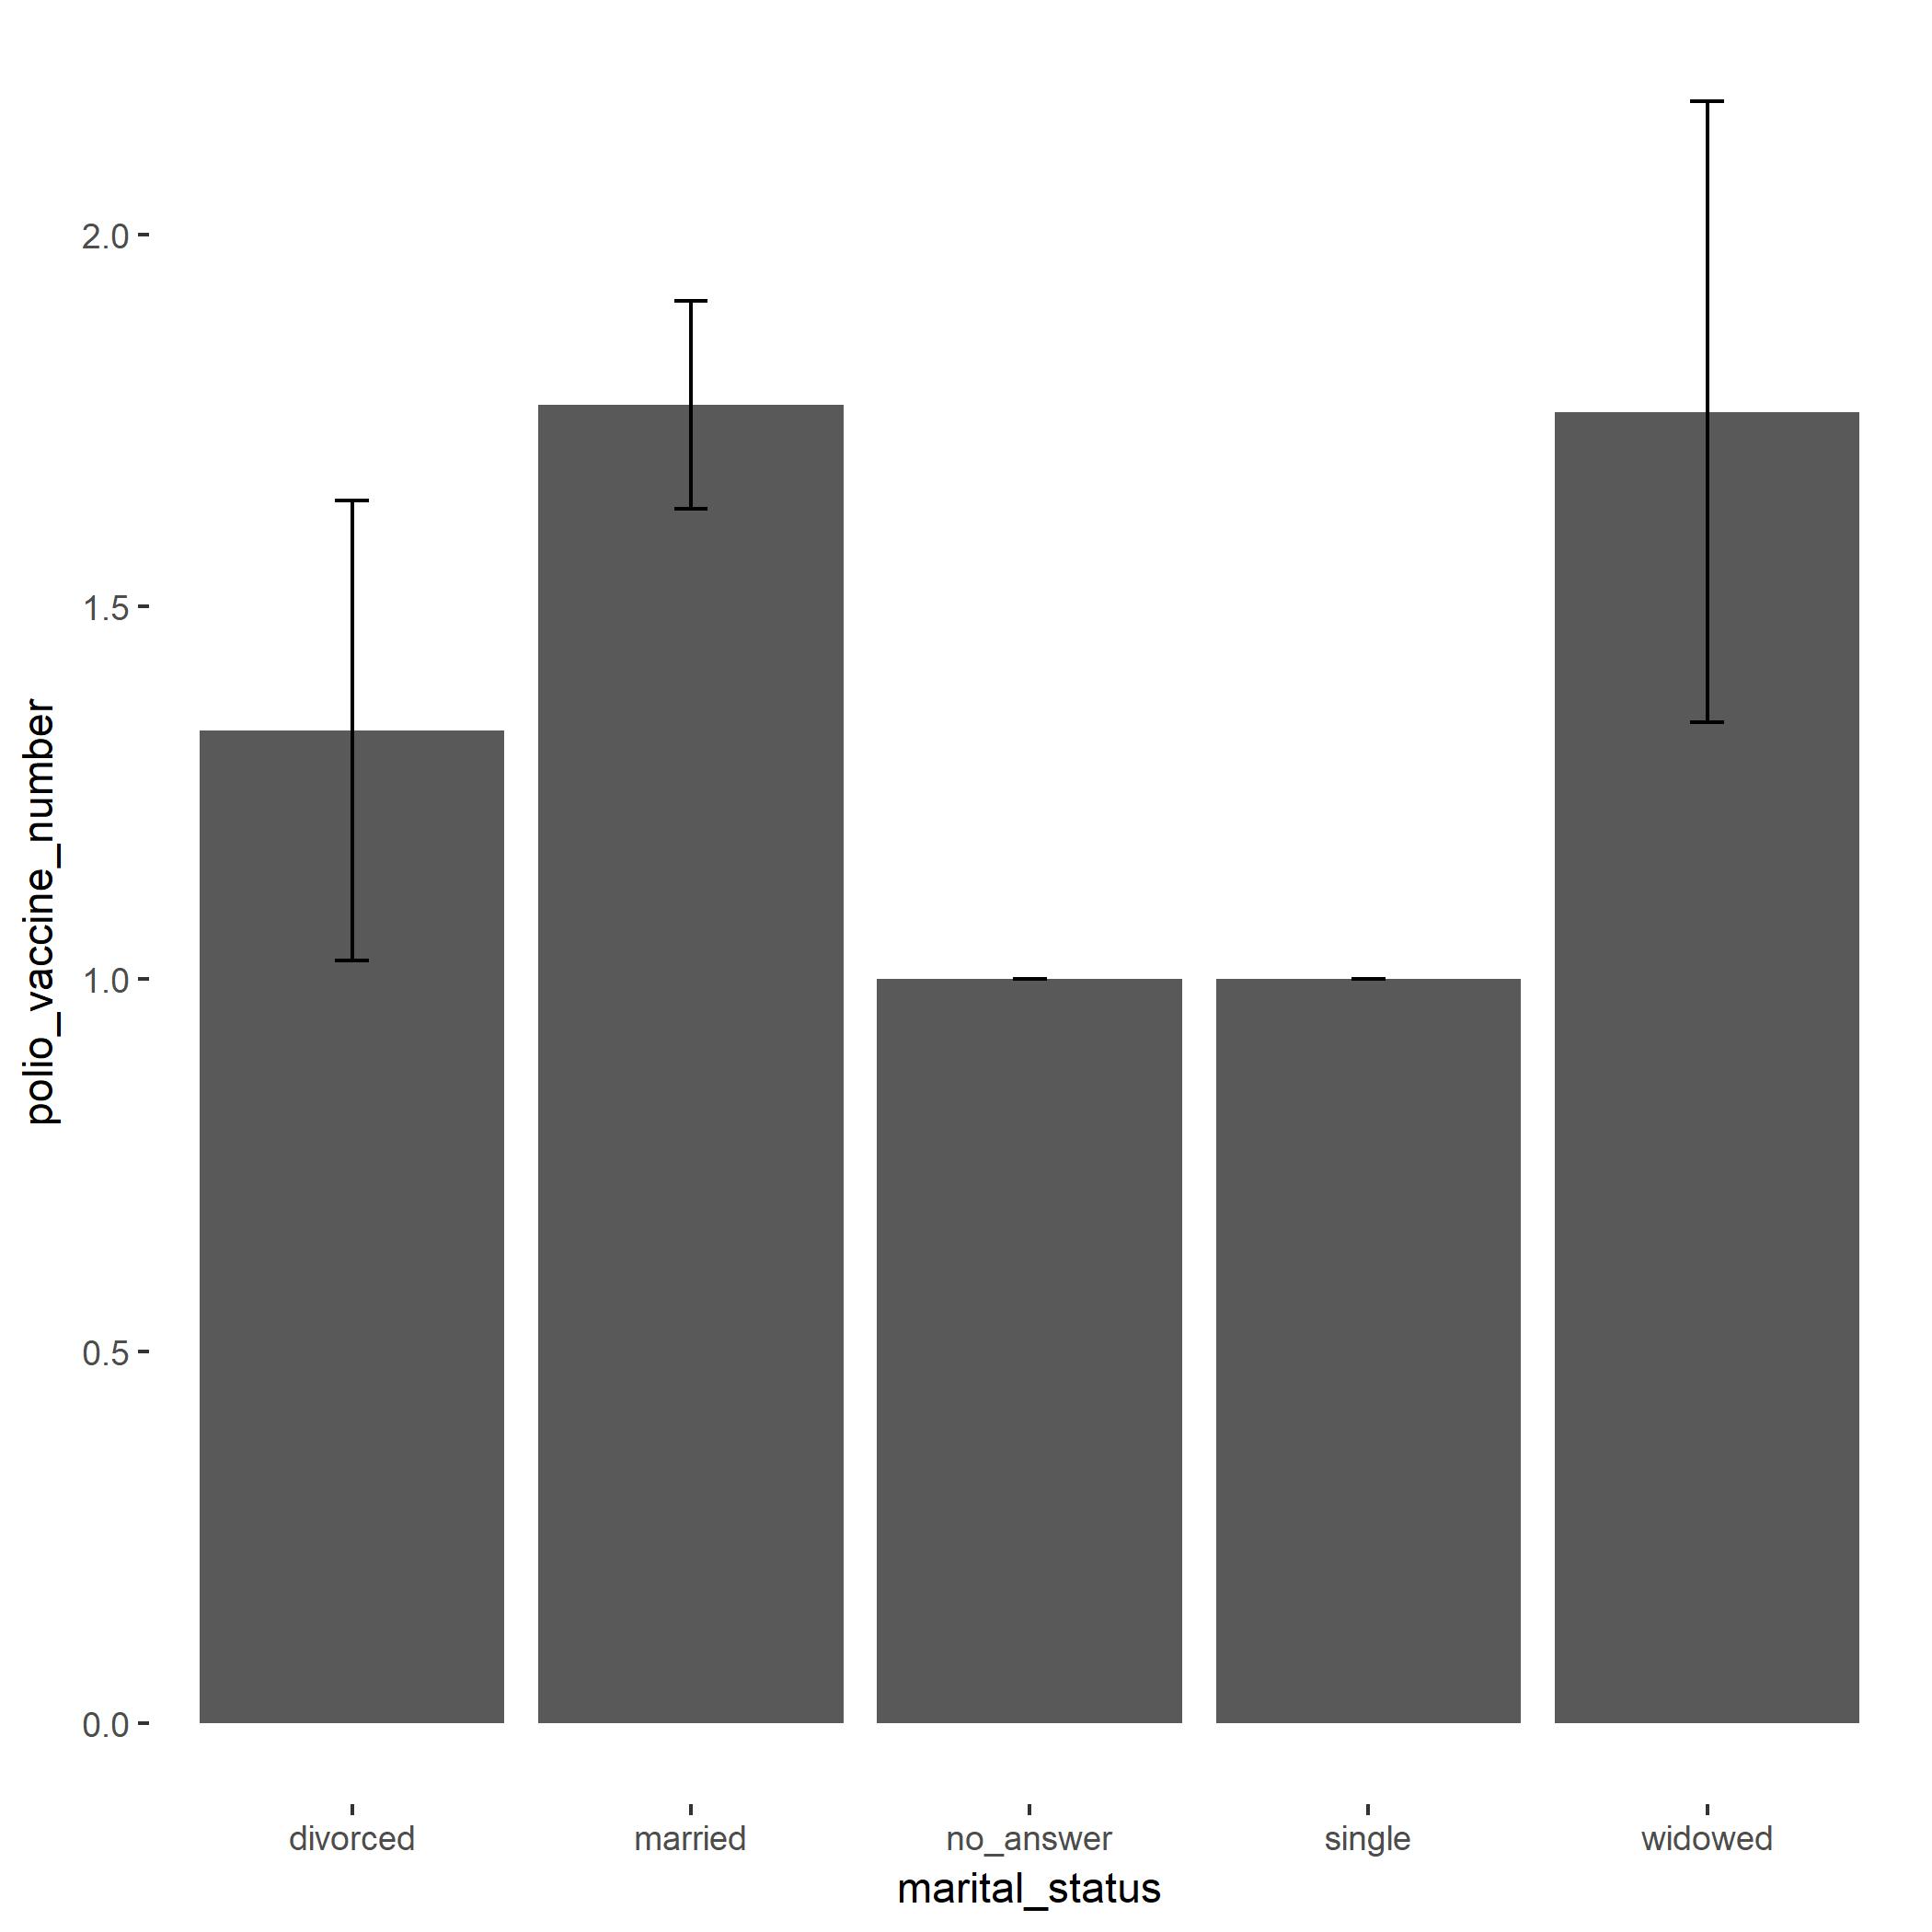 polio_vaccine_number
2.0
1.5
1.0
0.5
0.0
divorced married no_answer single widowed
marital_status